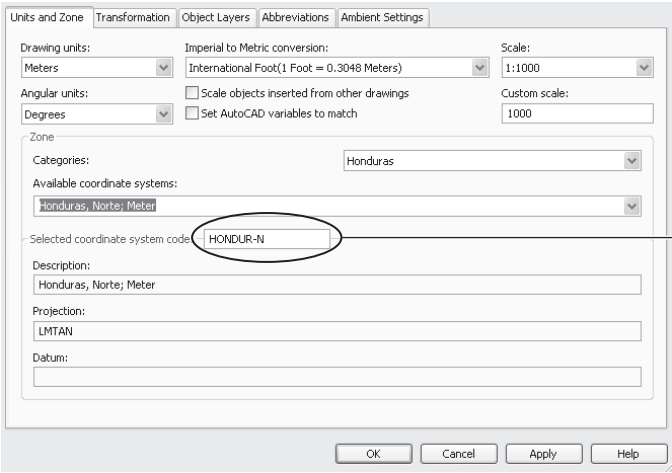 Units and Zone Transformation Object Layers Abbreviations Ambient Settings
Drawing units: Imperial to Metric conversion: Scale:
Meters International Foot(1 Foot = 0.3048 Meters) 1:1000
Angular units: Scale objects inserted from other drawings Custom scale:
Degrees Set AutoCAD variables to match 1000
Zone
Categories: Honduras
Available coordinate systems:
Honduras, Norte; Meter
Selected coordinate system code: HONDUR-N
Description:
Honduras, Norte; Meter
Projection:
LMTAN
Datum:
OK Cancel Apply Help